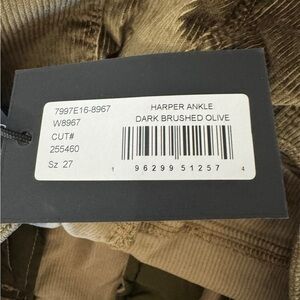 7997E16-8967
W8967
CUT#
255460
Sz 27
HARPER ANKLE
DARK BRUSHED OLIVE
1 96299 51257 4